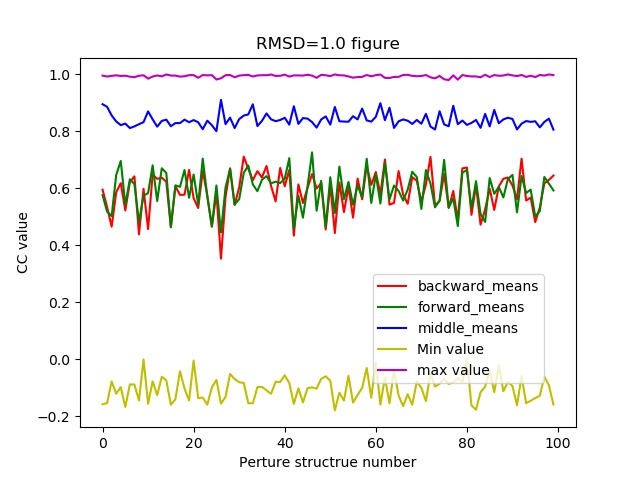 RMSD=1.0 figure
1.0
0.8
0.6
0.4
0.2
0.0
−0.2
CC value
backward_means
forward_means
middle_means
Min value
max value
0 20 40 60 80 100
Perture structrue number